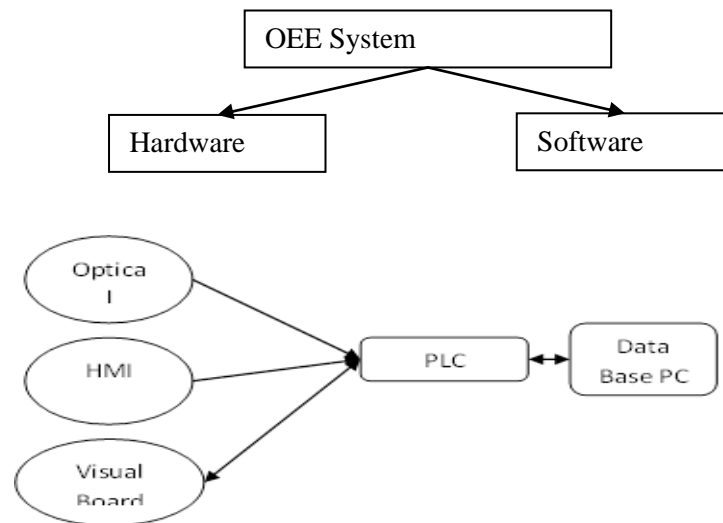 OEE System
Hardware
Software
Optica
l
HMI
PLC
Data
Base PC
Visual
Board